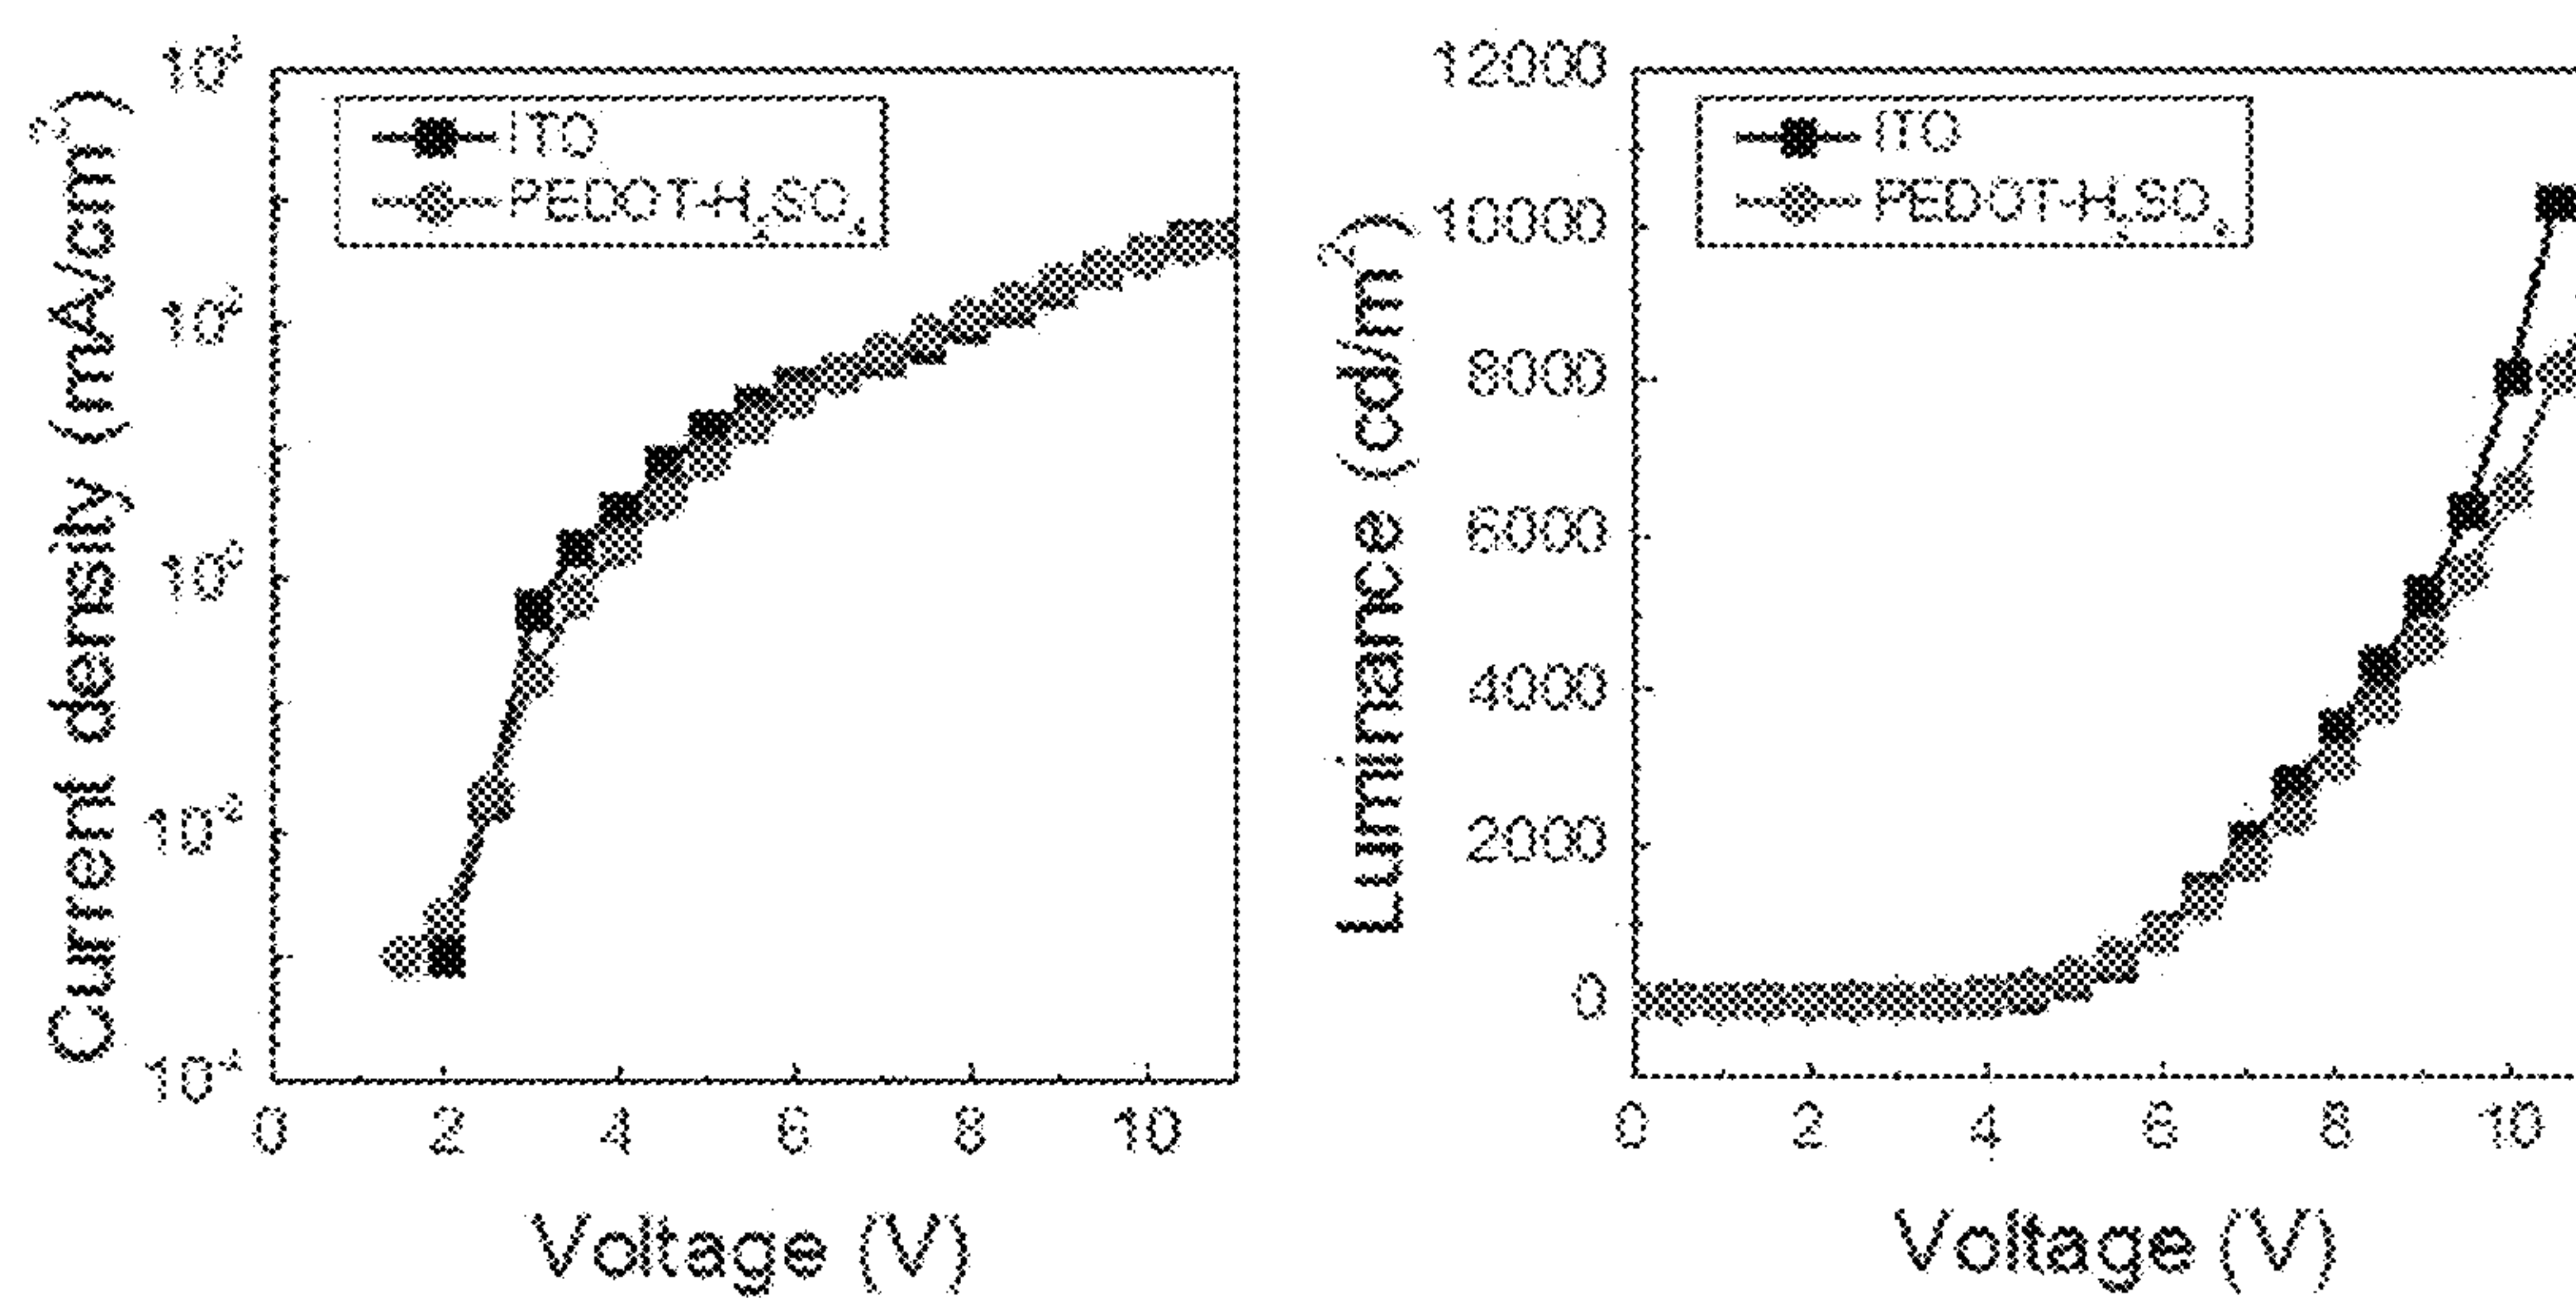 Current density (mA/cm²)
10⁴
10²
10⁰
10⁻²
10⁻⁴
ITO
PEDOT-H₂SO₄
0 2 4 6 8 10
Voltage (V)
Luminance (cd/m²)
12000
10000
8000
6000
4000
2000
0
ITO
PEDOT-H₂SO₄
0 2 4 6 8 10
Voltage (V)